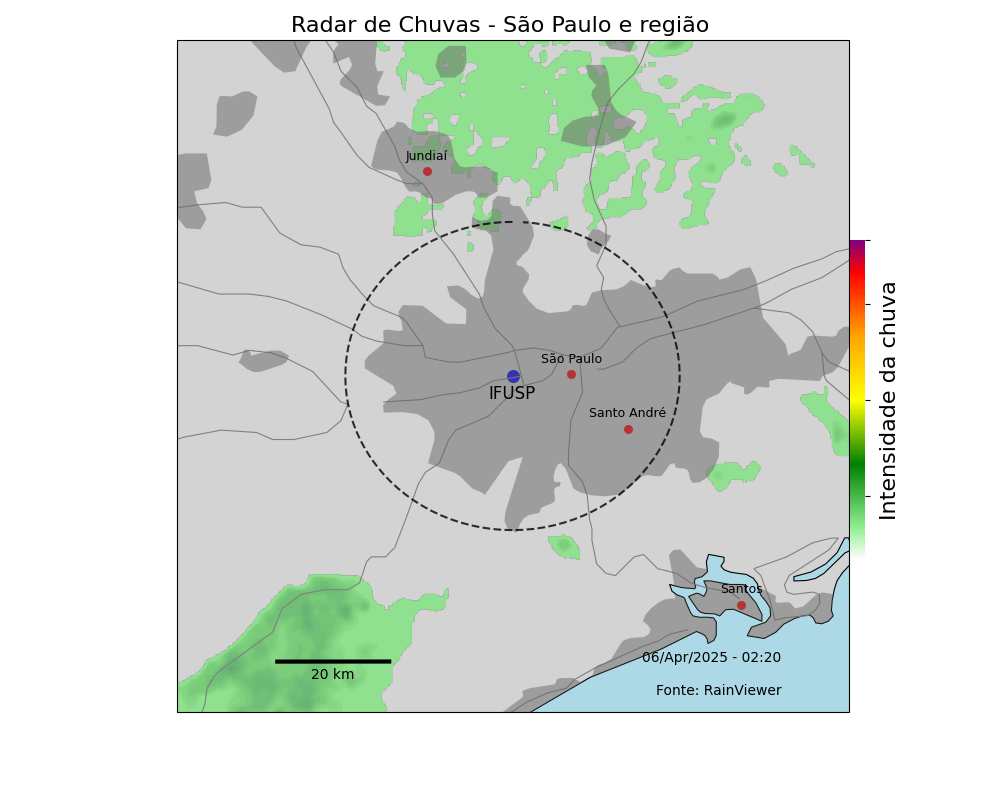 Radar de Chuvas - São Paulo e região
Jundiaí
São Paulo
IFUSP
Santo André
Intensidade da chuva
Santos
06/Apr/2025 - 02:20
20 km
Fonte: RainViewer